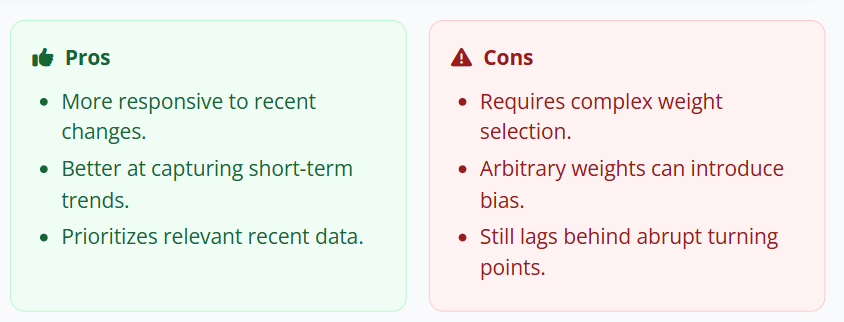 Pros
• More responsive to recent
changes.
• Better at capturing short-term
trends.
• Prioritizes relevant recent data.
Cons
• Requires complex weight
selection.
• Arbitrary weights can introduce
bias.
• Still lags behind abrupt turning
points.